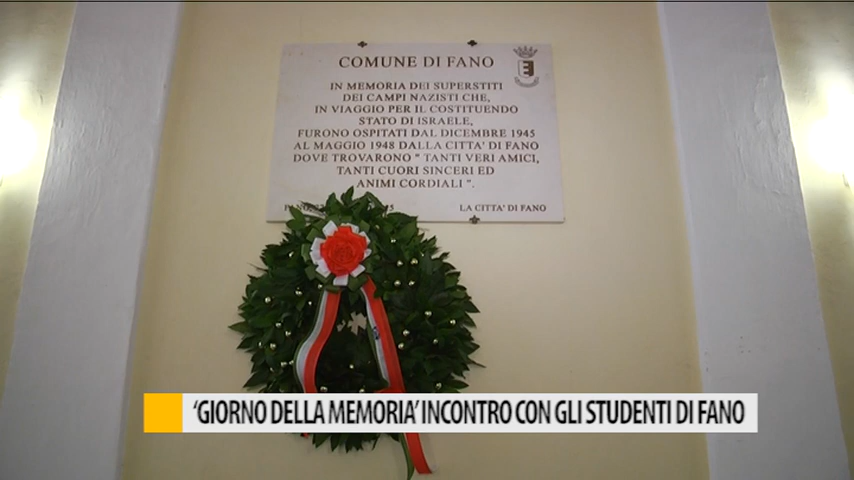 COMUNE DI FANO
IN MEMORIA DEI SUPERSTITI
DEI CAMPI NAZISTI CHE,
IN VIAGGIO PER IL COSTITUENDO
STATO DI ISRAELE,
FURONO OSPITATI DAL DICEMBRE 1945
AL MAGGIO 1948 DALLA CITTA' DI FANO
DOVE TROVARONO " TANTI VERI AMICI,
TANTI CUORI SINCERI ED
ANIMI CORDIALI ".
LA CITTA' DI FANO
‘GIORNO DELLA MEMORIA’ INCONTRO CON GLI STUDENTI DI FANO